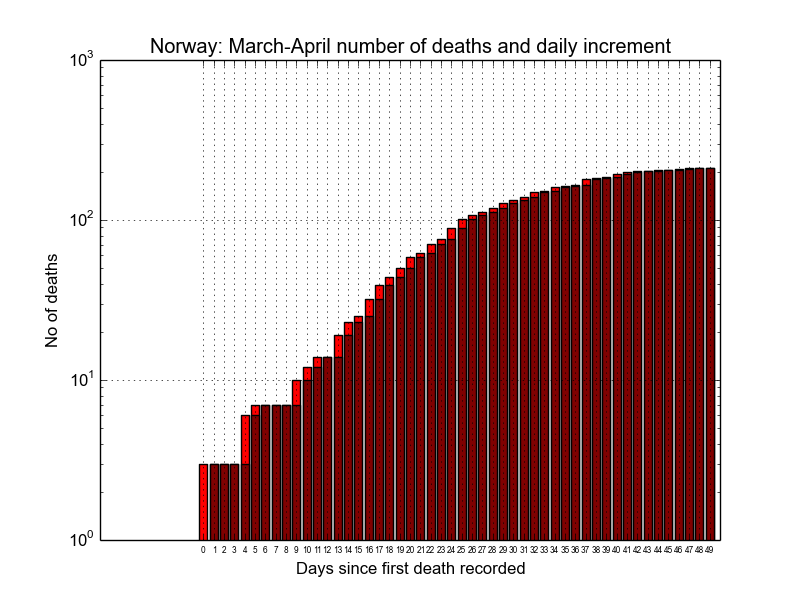 Norway: March-April number of deaths and daily increment
10^3
10^2
10^1
10^0
No of deaths
0 1 2 3 4 5 6 7 8 9 10 11 12 13 14 15 16 17 18 19 20 21 22 23 24 25 26 27 28 29 30 31 32 33 34 35 36 37 38 39 40 41 42 43 44 45 46 47 48 49
Days since first death recorded